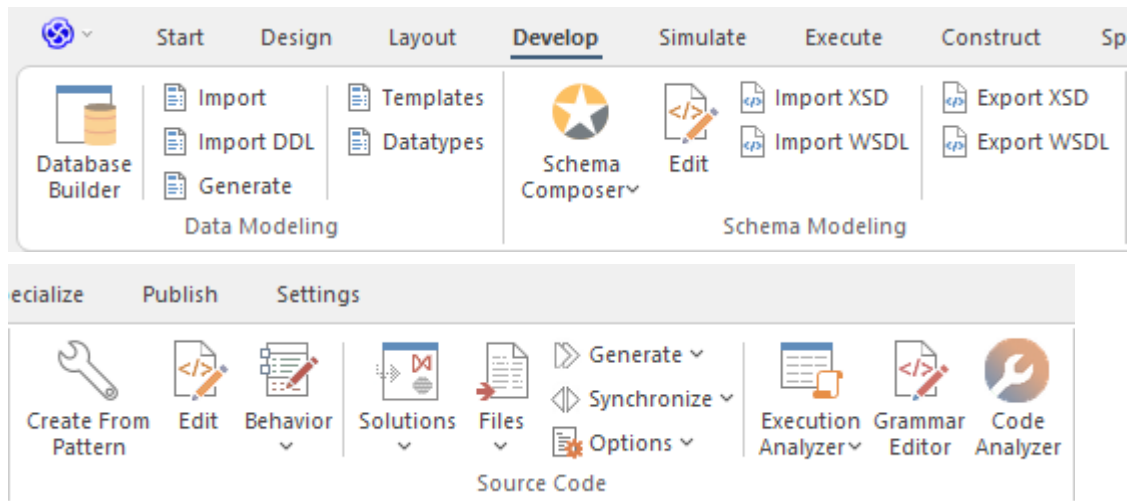 Start Design Layout Develop Simulate Execute Construct Sp
Database Builder
Import
Import DDL
Generate
Templates
Datatypes
Data Modeling
Schema Composer
Edit
Import XSD
Import WSDL
Export XSD
Export WSDL
Schema Modeling
ecialize Publish Settings
Create From Pattern
Edit
Behavior
Solutions
Files
Generate
Synchronize
Options
Execution Analyzer
Grammar Editor
Code Analyzer
Source Code